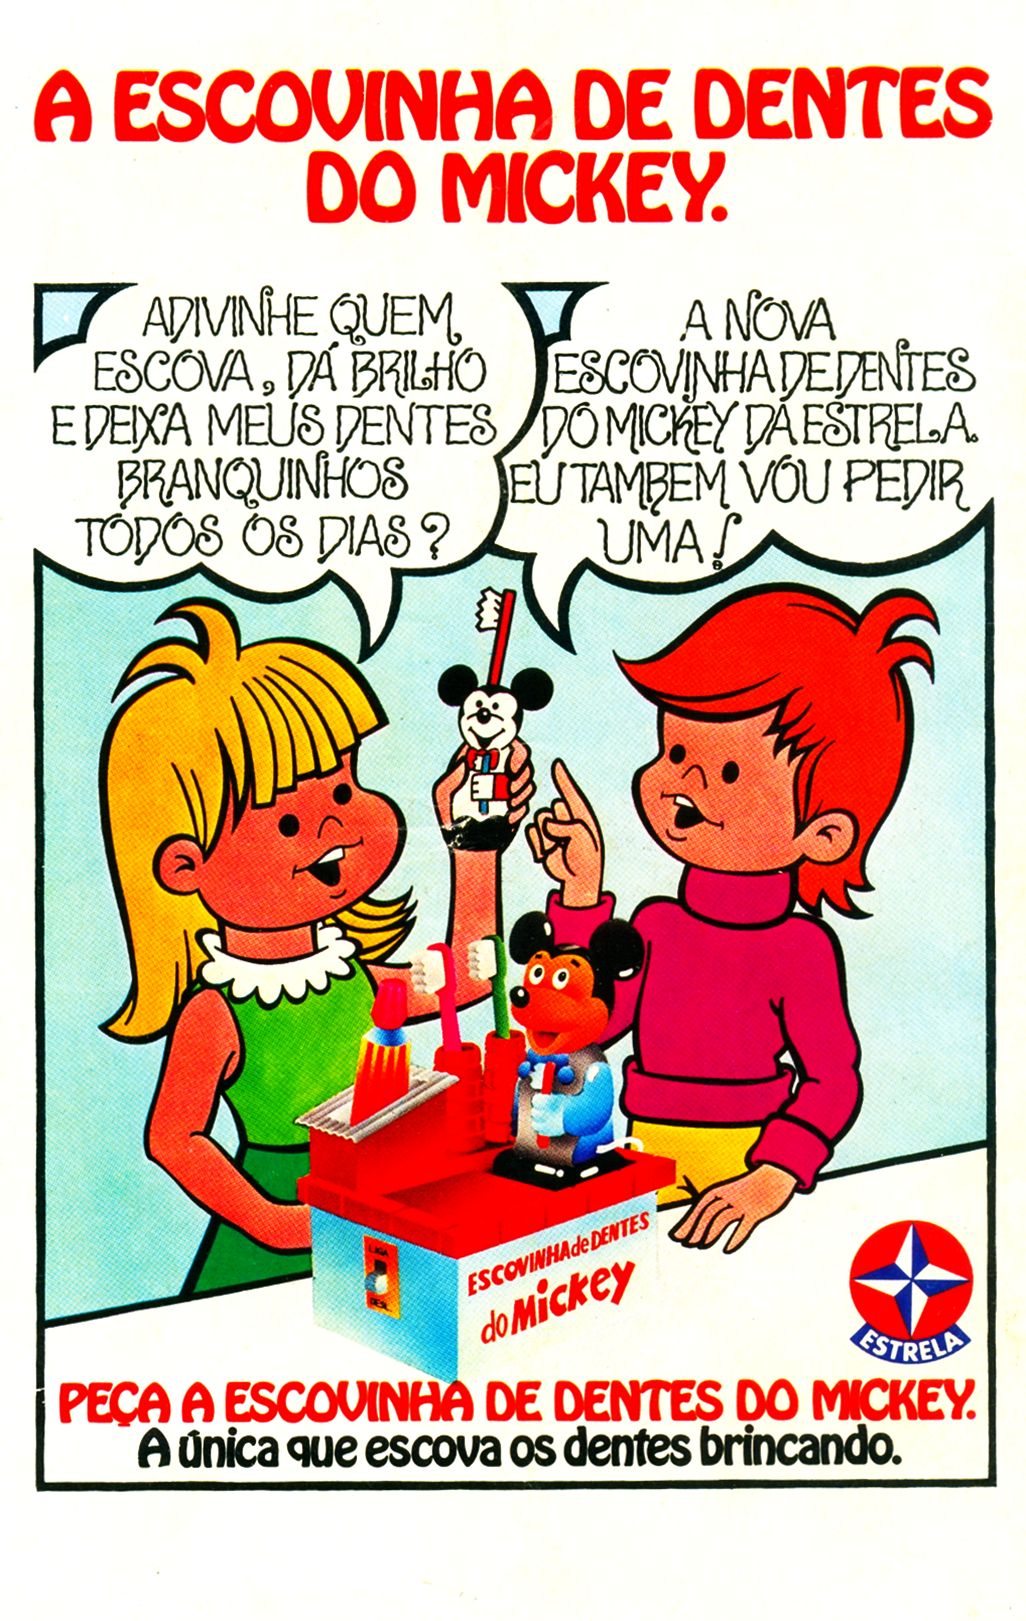 A ESCOVINHA DE DENTES
DO MICKEY.
ADIVINHE QUEM
ESCOVA, DÁ BRILHO
E DEIXA MEUS DENTES
BRANQUINHOS
TODOS OS DIAS?
A NOVA
ESCOVINHA DE DENTES
DO MICKEY DA ESTRELA.
EU TAMBEM VOU PEDIR
UMA!
LIGA
DESL.
ESCOVINHA de DENTES
do Mickey
ESTRELA
PEÇA A ESCOVINHA DE DENTES DO MICKEY.
A única que escova os dentes brincando.